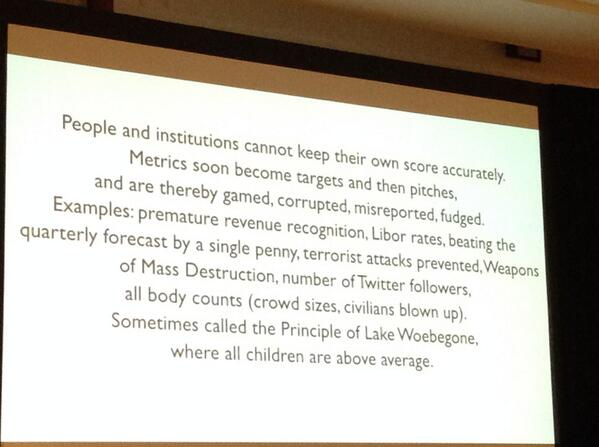 People and institutions cannot keep their own score accurately.
Metrics soon become targets and then pitches,
and are thereby gamed, corrupted, misreported, fudged.
Examples: premature revenue recognition, Libor rates, beating the
quarterly forecast by a single penny, terrorist attacks prevented, Weapons
of Mass Destruction, number of Twitter followers,
all body counts (crowd sizes, civilians blown up).
Sometimes called the Principle of Lake Woebegone,
where all children are above average.